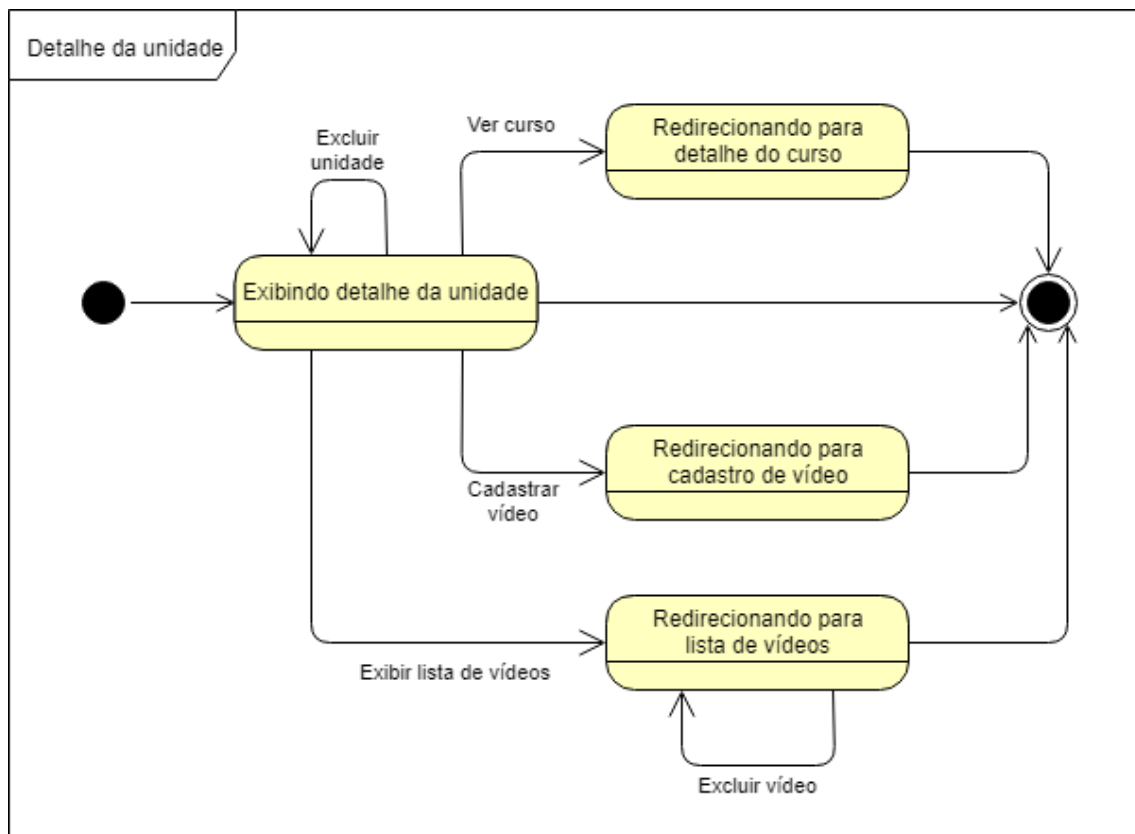 Detalhe da unidade
Excluir
unidade
Ver curso
Redirecionando para
detalhe do curso
Exibindo detalhe da unidade
Redirecionando para
cadastro de vídeo
Cadastrar
vídeo
Redirecionando para
lista de vídeos
Exibir lista de vídeos
Excluir vídeo